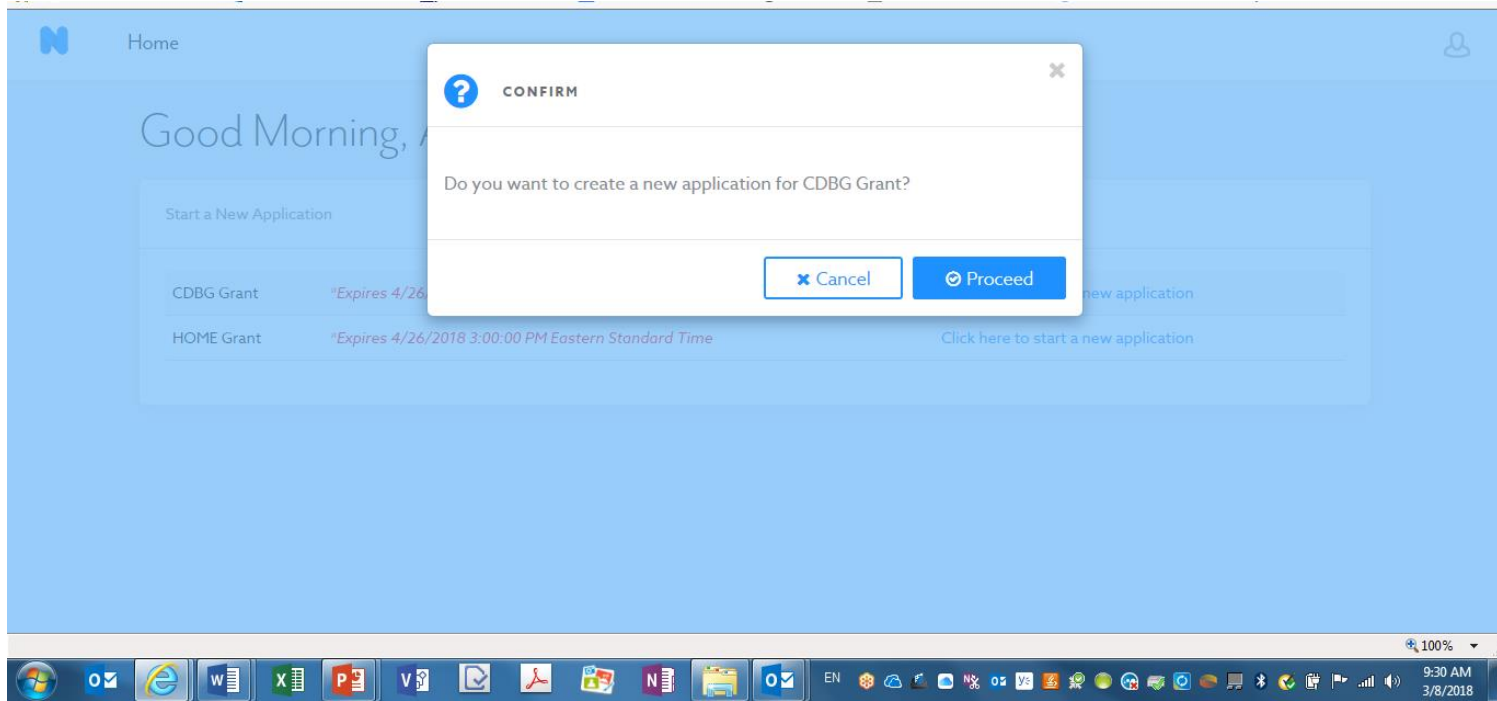 N Home
CONFIRM
Good Morning,
Do you want to create a new application for CDBG Grant?
Start a New Application
Cancel Proceed
CDBG Grant *Expires 4/26 new application
HOME Grant *Expires 4/26/2018 3:00:00 PM Eastern Standard Time Click here to start a new application
100%
EN
9:30 AM
3/8/2018